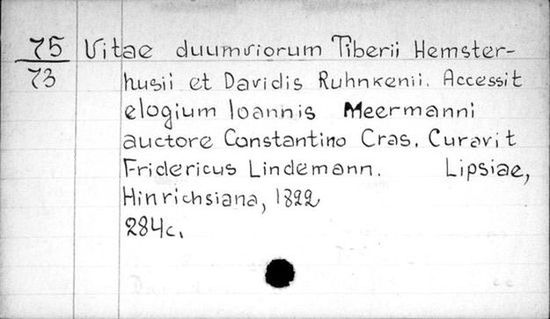 75 Vitae duumviorum Tiberii Hemster-
73 husii et Davidis Ruhnkenii. Accessit
elogium Ioannis Meermanni
auctore Constantino Cras. Curavit
Fridericus Lindemann. Lipsiae,
Hinrichsiana, 1822
284c.